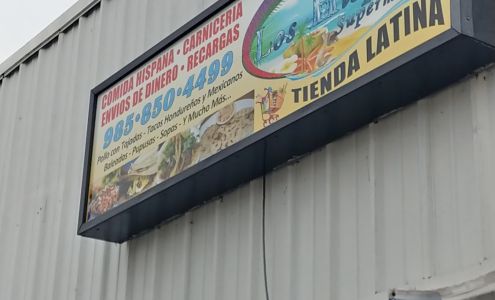 COMIDA HISPANA • CARNICERIA
ENVIOS DE DINERO • RECARGAS
985•850•4499
Pollo con Tajadas - Tacos Hondureños y Mexicanos
Baleadas - Pupusas - Sopas - Y Mucho Más...
Los
TIENDA LATINA